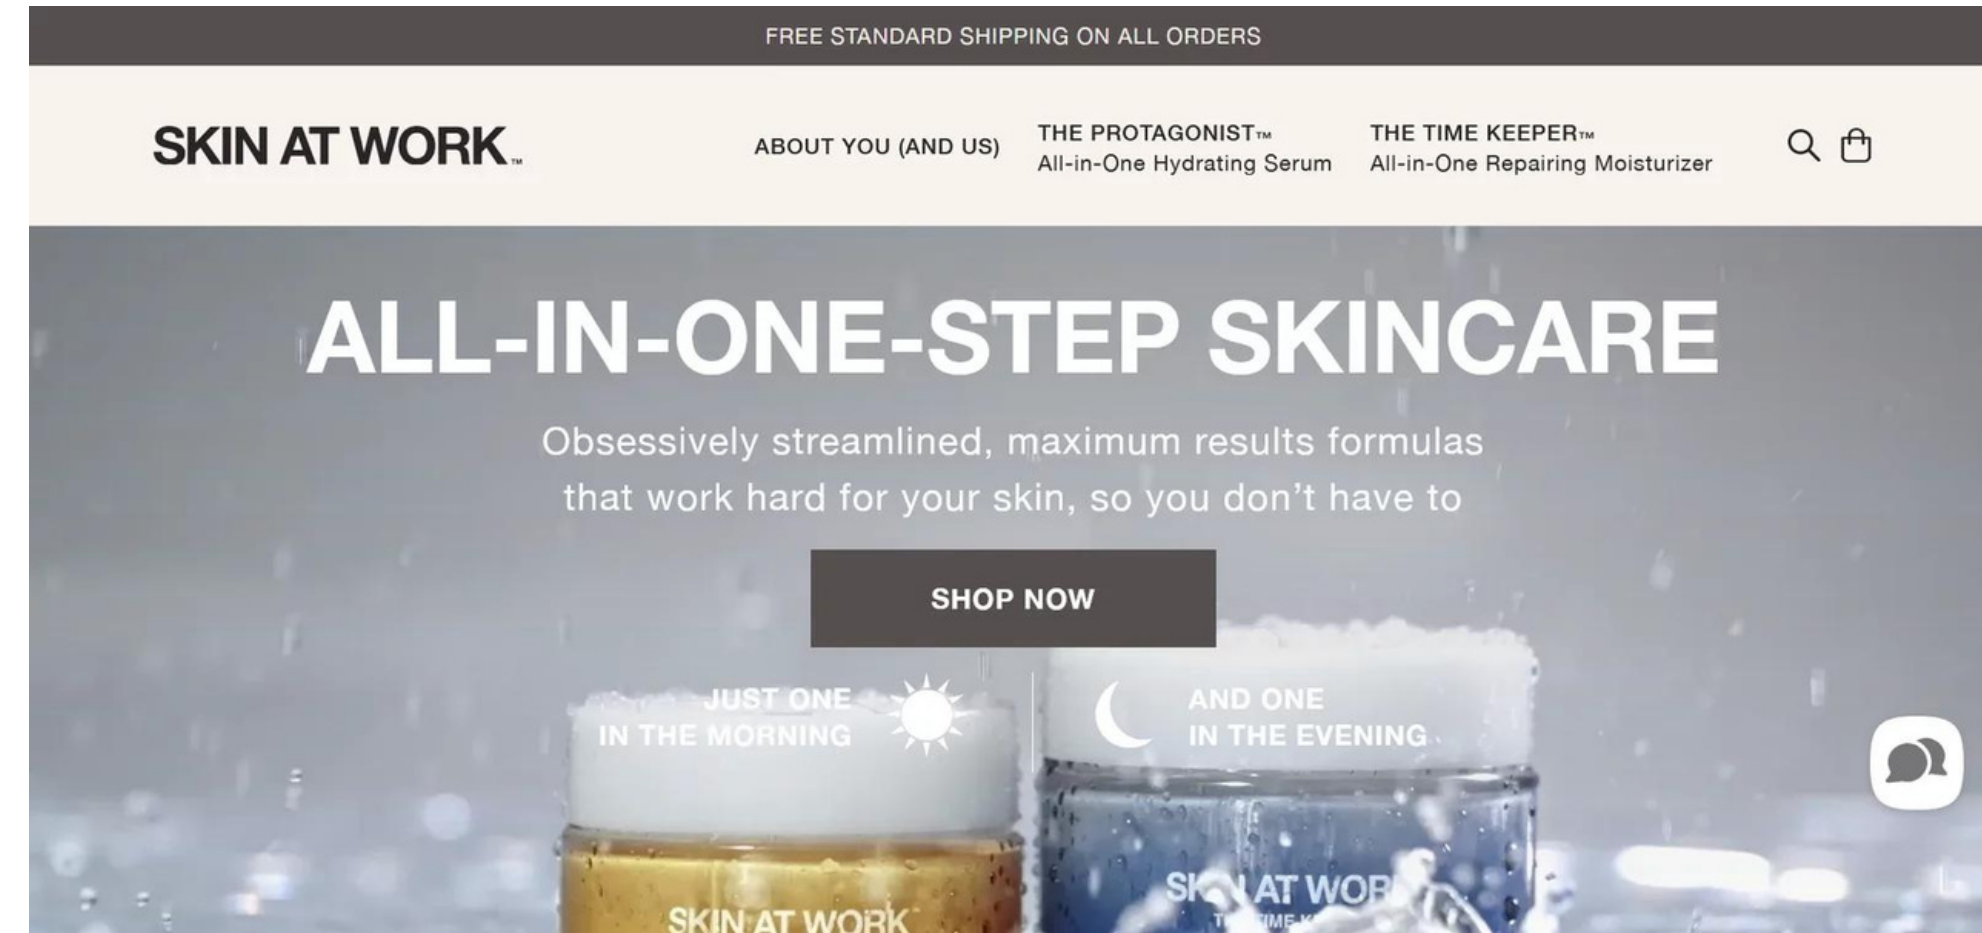 FREE STANDARD SHIPPING ON ALL ORDERS
SKIN AT WORK™
ABOUT YOU (AND US)
THE PROTAGONIST™
All-in-One Hydrating Serum
THE TIME KEEPER™
All-in-One Repairing Moisturizer
ALL-IN-ONE-STEP SKINCARE
Obsessively streamlined, maximum results formulas
that work hard for your skin, so you don’t have to
SHOP NOW
JUST ONE
IN THE MORNING
AND ONE
IN THE EVENING
SKIN AT WORK
SKIN AT WORK